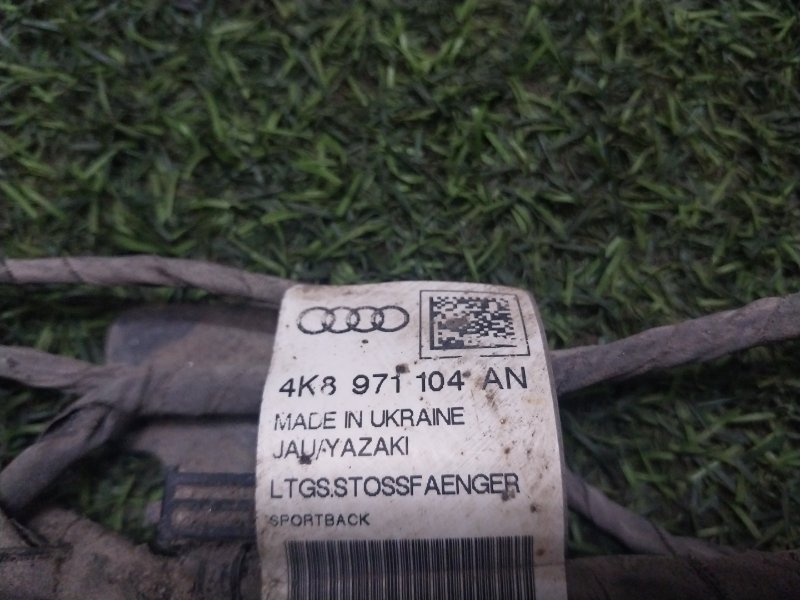 4K8 971 104 AN
MADE IN UKRAINE
JAU/YAZAKI
LTGS.STOSSFAENGER
SPORTBACK